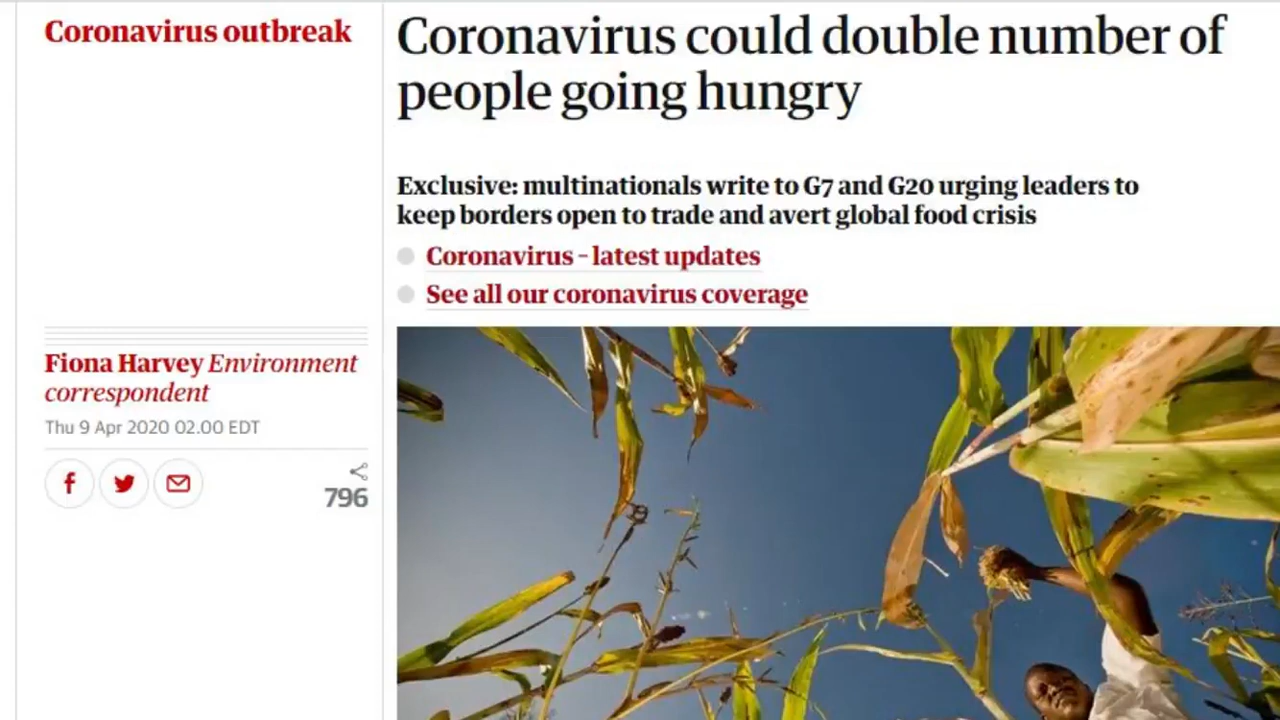 Coronavirus outbreak
Coronavirus could double number of
people going hungry
Exclusive: multinationals write to G7 and G20 urging leaders to
keep borders open to trade and avert global food crisis
Coronavirus – latest updates
See all our coronavirus coverage
Fiona Harvey Environment
correspondent
Thu 9 Apr 2020 02.00 EDT
796